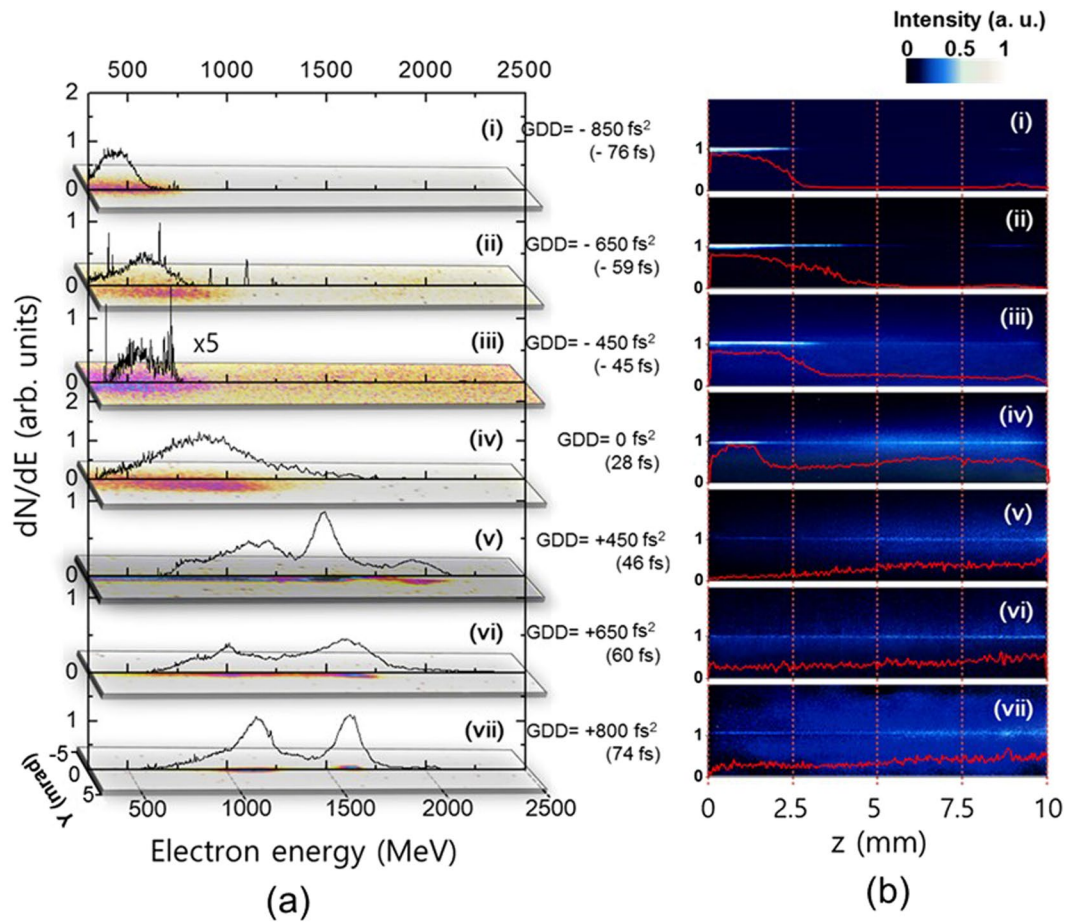 Intensity (a. u.)
0 0.5 1
500 1000 1500 2000 2500
2
1
0
(i)
GDD= - 850 fs²
(- 76 fs)
1
0
(ii)
GDD= - 650 fs²
(- 59 fs)
1
0
x5
(iii)
GDD= - 450 fs²
(- 45 fs)
2
1
0
(iv)
GDD= 0 fs²
(28 fs)
1
0
(v)
GDD= +450 fs²
(46 fs)
1
0
(vi)
GDD= +650 fs²
(60 fs)
1
0
(vii)
GDD= +800 fs²
(74 fs)
dN/dE (arb. units)
-5
0
5
Y (mrad)
500 1000 1500 2000 2500
Electron energy (MeV)
(a)
1
0
(i)
1
0
(ii)
1
0
(iii)
1
0
(iv)
1
0
(v)
1
0
(vi)
1
0
(vii)
0 2.5 5 7.5 10
z (mm)
(b)